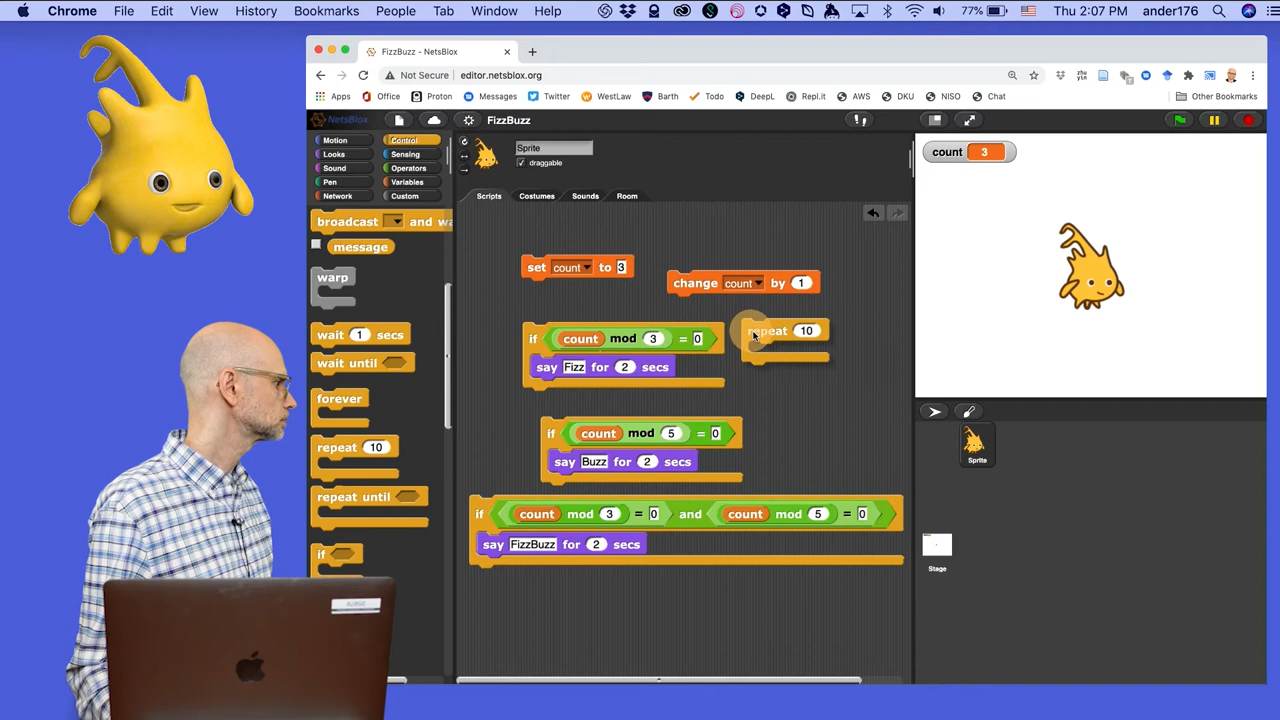 Chrome File Edit View History Bookmarks People Tab Window Help 77% Thu 2:07 PM ander176
FizzBuzz - NetsBlox
Not Secure editor.netsblox.org
Apps Office Proton Messages Twitter WestLaw Barth Todo DeepL Repl.it AWS DKU NISO Chat Other Bookmarks
NetsBlox FizzBuzz
Motion Control
Looks Sensing
Sound Operators
Pen Variables
Network Custom
Sprite
draggable
Scripts Costumes Sounds Room
count 3
broadcast and wa
message
warp
wait 1 secs
wait until
forever
repeat 10
repeat until
if
set count to 3
change count by 1
if count mod 3 = 0
say Fizz for 2 secs
repeat 10
if count mod 5 = 0
say Buzz for 2 secs
if count mod 3 = 0 and count mod 5 = 0
say FizzBuzz for 2 secs
Sprite
Stage